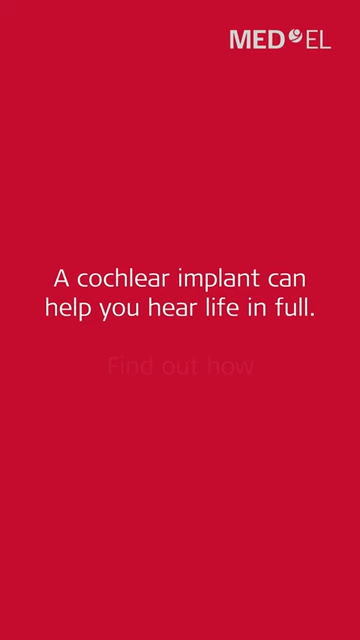 MED EL
A cochlear implant can
help you hear life in full.
Find out how